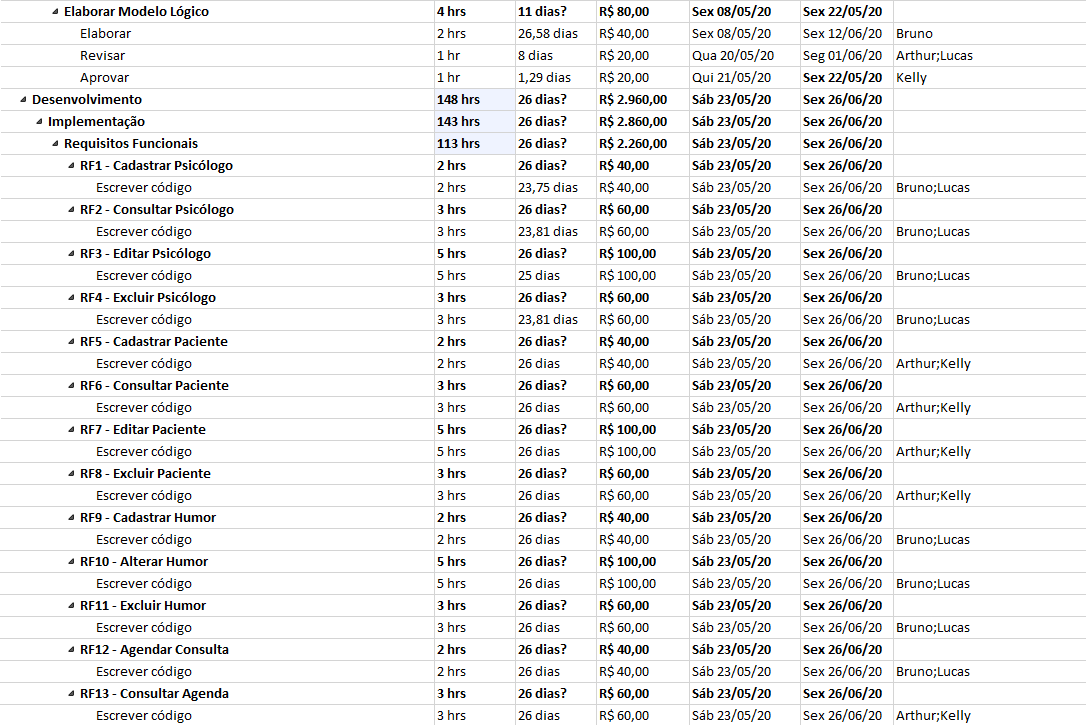 Elaborar Modelo Lógico 4 hrs 11 dias? R$ 80,00 Sex 08/05/20 Sex 22/05/20
Elaborar 2 hrs 26,58 dias R$ 40,00 Sex 08/05/20 Sex 12/06/20 Bruno
Revisar 1 hr 8 dias R$ 20,00 Qua 20/05/20 Seg 01/06/20 Arthur;Lucas
Aprovar 1 hr 1,29 dias R$ 20,00 Qui 21/05/20 Sex 22/05/20 Kelly
Desenvolvimento 148 hrs 26 dias? R$ 2.960,00 Sáb 23/05/20 Sex 26/06/20
Implementação 143 hrs 26 dias? R$ 2.860,00 Sáb 23/05/20 Sex 26/06/20
Requisitos Funcionais 113 hrs 26 dias? R$ 2.260,00 Sáb 23/05/20 Sex 26/06/20
RF1 - Cadastrar Psicólogo 2 hrs 26 dias? R$ 40,00 Sáb 23/05/20 Sex 26/06/20
Escrever código 2 hrs 23,75 dias R$ 40,00 Sáb 23/05/20 Sex 26/06/20 Bruno;Lucas
RF2 - Consultar Psicólogo 3 hrs 26 dias? R$ 60,00 Sáb 23/05/20 Sex 26/06/20
Escrever código 3 hrs 23,81 dias R$ 60,00 Sáb 23/05/20 Sex 26/06/20 Bruno;Lucas
RF3 - Editar Psicólogo 5 hrs 26 dias? R$ 100,00 Sáb 23/05/20 Sex 26/06/20
Escrever código 5 hrs 25 dias R$ 100,00 Sáb 23/05/20 Sex 26/06/20 Bruno;Lucas
RF4 - Excluir Psicólogo 3 hrs 26 dias? R$ 60,00 Sáb 23/05/20 Sex 26/06/20
Escrever código 3 hrs 23,81 dias R$ 60,00 Sáb 23/05/20 Sex 26/06/20 Bruno;Lucas
RF5 - Cadastrar Paciente 2 hrs 26 dias? R$ 40,00 Sáb 23/05/20 Sex 26/06/20
Escrever código 2 hrs 26 dias R$ 40,00 Sáb 23/05/20 Sex 26/06/20 Arthur;Kelly
RF6 - Consultar Paciente 3 hrs 26 dias? R$ 60,00 Sáb 23/05/20 Sex 26/06/20
Escrever código 3 hrs 26 dias R$ 60,00 Sáb 23/05/20 Sex 26/06/20 Arthur;Kelly
RF7 - Editar Paciente 5 hrs 26 dias? R$ 100,00 Sáb 23/05/20 Sex 26/06/20
Escrever código 5 hrs 26 dias R$ 100,00 Sáb 23/05/20 Sex 26/06/20 Arthur;Kelly
RF8 - Excluir Paciente 3 hrs 26 dias? R$ 60,00 Sáb 23/05/20 Sex 26/06/20
Escrever código 3 hrs 26 dias R$ 60,00 Sáb 23/05/20 Sex 26/06/20 Arthur;Kelly
RF9 - Cadastrar Humor 2 hrs 26 dias? R$ 40,00 Sáb 23/05/20 Sex 26/06/20
Escrever código 2 hrs 26 dias R$ 40,00 Sáb 23/05/20 Sex 26/06/20 Bruno;Lucas
RF10 - Alterar Humor 5 hrs 26 dias? R$ 100,00 Sáb 23/05/20 Sex 26/06/20
Escrever código 5 hrs 26 dias R$ 100,00 Sáb 23/05/20 Sex 26/06/20 Bruno;Lucas
RF11 - Excluir Humor 3 hrs 26 dias? R$ 60,00 Sáb 23/05/20 Sex 26/06/20
Escrever código 3 hrs 26 dias R$ 60,00 Sáb 23/05/20 Sex 26/06/20 Bruno;Lucas
RF12 - Agendar Consulta 2 hrs 26 dias? R$ 40,00 Sáb 23/05/20 Sex 26/06/20
Escrever código 2 hrs 26 dias R$ 40,00 Sáb 23/05/20 Sex 26/06/20 Bruno;Lucas
RF13 - Consultar Agenda 3 hrs 26 dias? R$ 60,00 Sáb 23/05/20 Sex 26/06/20
Escrever código 3 hrs 26 dias R$ 60,00 Sáb 23/05/20 Sex 26/06/20 Arthur;Kelly